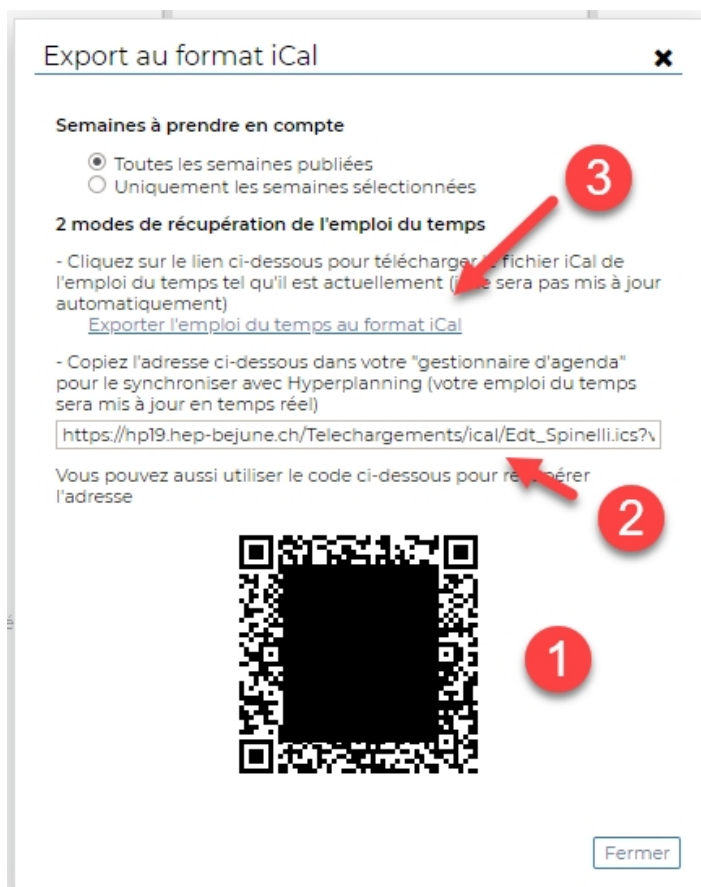 Export au format iCal
Semaines à prendre en compte
Toutes les semaines publiées
Uniquement les semaines sélectionnées
3
2 modes de récupération de l'emploi du temps
- Cliquez sur le lien ci-dessous pour télécharger fichier iCal de
l'emploi du temps tel qu'il est actuellement ( sera pas mis à jour
automatiquement)
Exporter l'emploi du temps au format iCal
- Copiez l'adresse ci-dessous dans votre "gestionnaire d'agenda"
pour le synchroniser avec Hyperplanning (votre emploi du temps
sera mis à jour en temps réel)
https://hp19.hep-bejune.ch/Telechargements/ical/Edt_Spinelli.ics?v
Vous pouvez aussi utiliser le code ci-dessous pour récupérer
l'adresse
2
1
Fermer